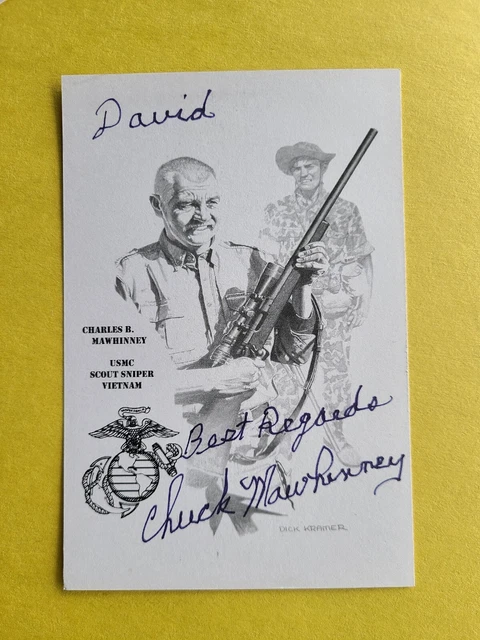 David
CHARLES B.
MAWHINNEY
USMC
SCOUT SNIPER
VIETNAM
Best Regards
Chuck Mawhinney
DICK KRAMER